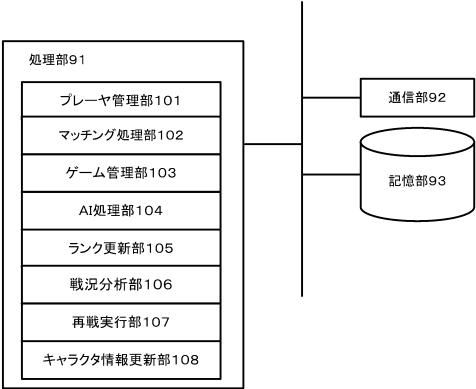 処理部91
プレーヤ管理部101
マッチング処理部102
ゲーム管理部103
AI処理部104
ランク更新部105
戦況分析部106
再戦実行部107
キャラクタ情報更新部108
通信部92
記憶部93